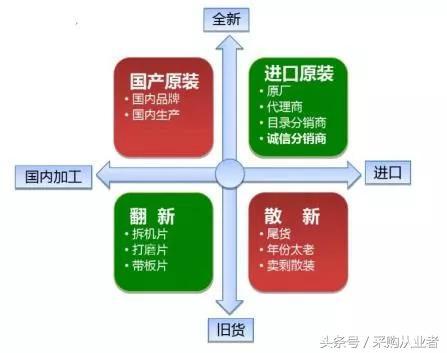 全新
国产原装
• 国内品牌
• 国内生产
进口原装
• 原厂
• 代理商
• 目录分销商
• 诚信分销商
国内加工
进口
翻 新
• 拆机片
• 打磨片
• 带板片
散 新
• 尾货
• 年份太老
• 卖剩散装
旧货
头条号／采购从业者